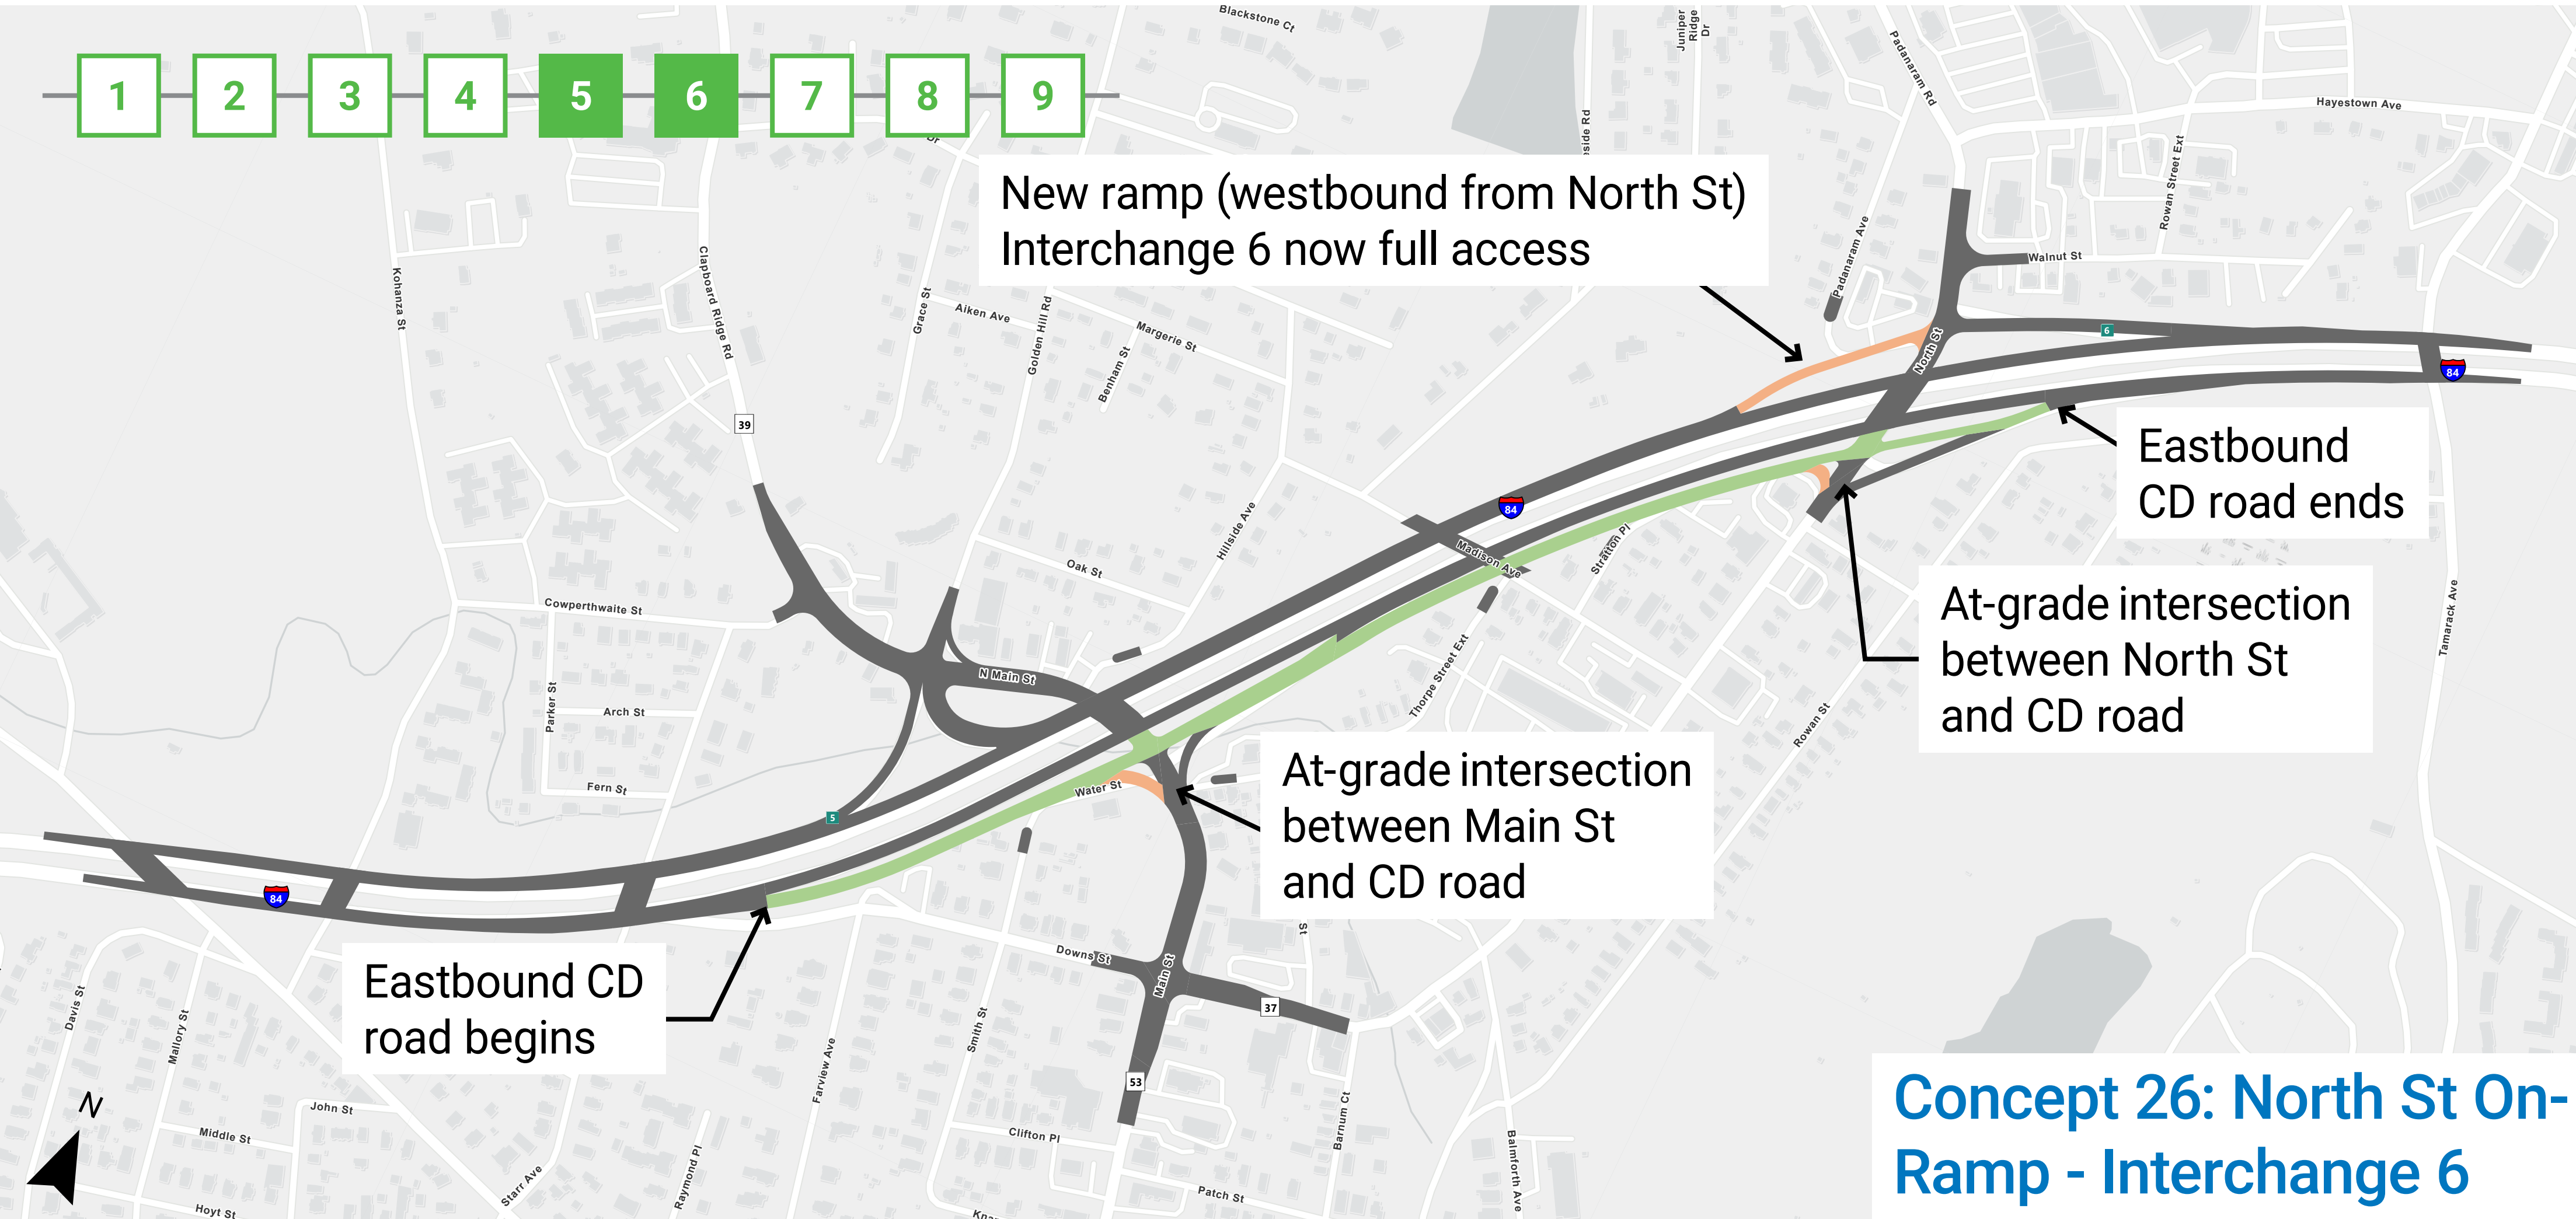 Blackstone Ct
Juniper
Ridge
Dr
Padanaram Rd
1 2 3 4 5 6 7 8 9
Hayestown Ave
Dr
New ramp (westbound from North St)
Interchange 6 now full access
Rowan Street Ext
Padanaram Ave
Walnut St
Kohanza St
Clapboard Ridge Rd
Grace St
Aiken Ave
Golden Hill Rd
Margerie St
Benham St
North St
6
84
39
Eastbound
CD road ends
84
Hillside Ave
Madison Ave
Stratton Pl
Oak St
At-grade intersection
between North St
and CD road
Tamarack Ave
Cowperthwaite St
N Main St
Thorpe Street Ext
Rowan St
Parker St
Arch St
At-grade intersection
between Main St
and CD road
Fern St
Water St
5
84
Eastbound CD
road begins
Downs St
Main St
St
37
Davis St
Mallory St
Smith St
Farview Ave
53
N
John St
Middle St
Clifton Pl
Barnum Ct
Balmforth Ave
Concept 26: North St On-
Ramp - Interchange 6
Starr Ave
Raymond Pl
Patch St
Hoyt St